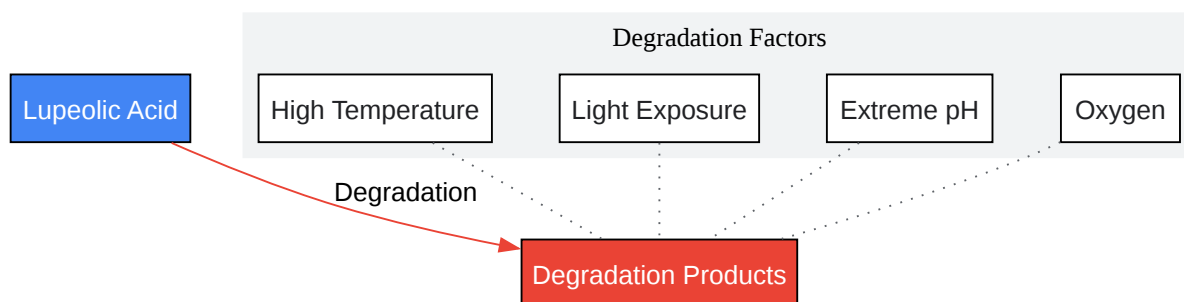 Degradation Factors
Lupeolic Acid
High Temperature
Light Exposure
Extreme pH
Oxygen
Degradation
Degradation Products